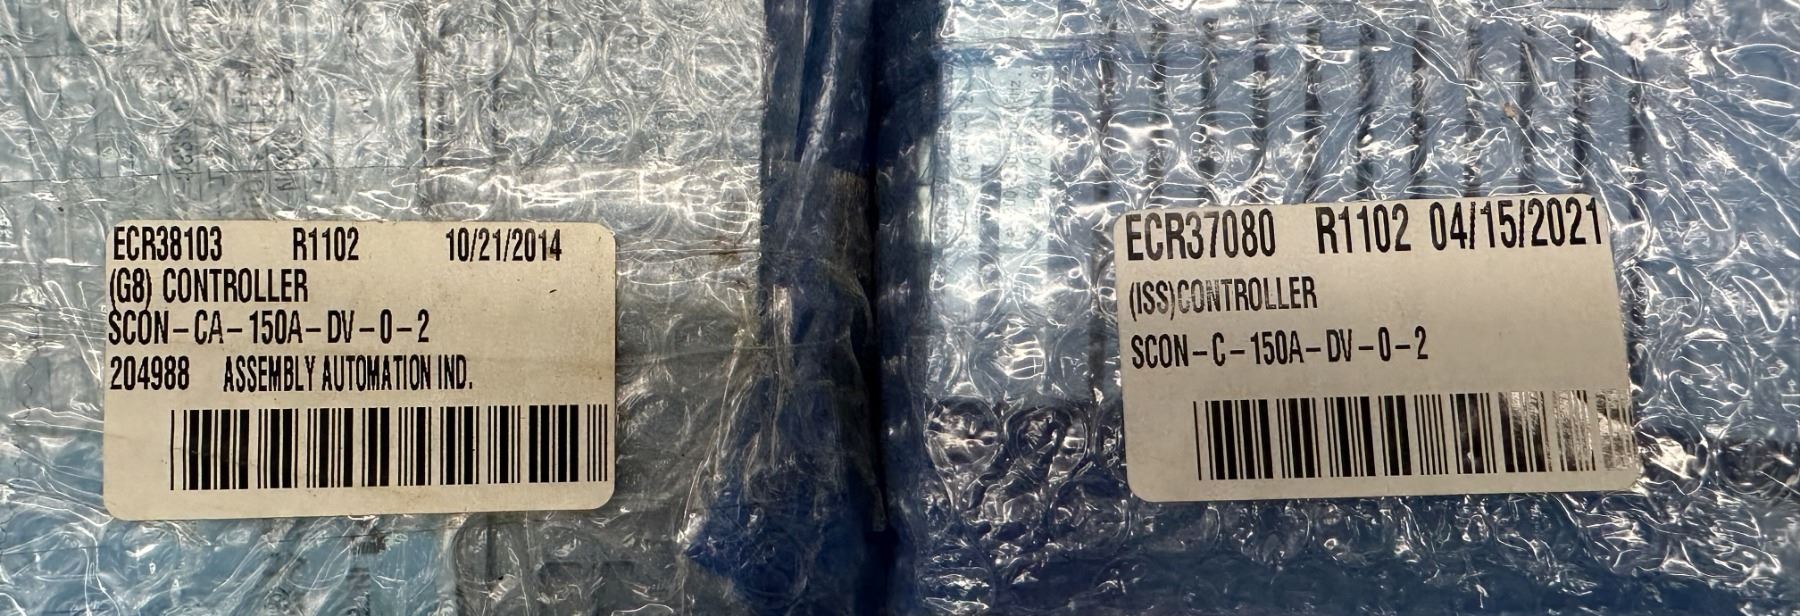 ECR38103 R1102 10/21/2014
(G8) CONTROLLER
SCON-CA-150A-DV-0-2
204988 ASSEMBLY AUTOMATION IND.
ECR37080 R1102 04/15/2021
(ISS)CONTROLLER
SCON-C-150A-DV-0-2